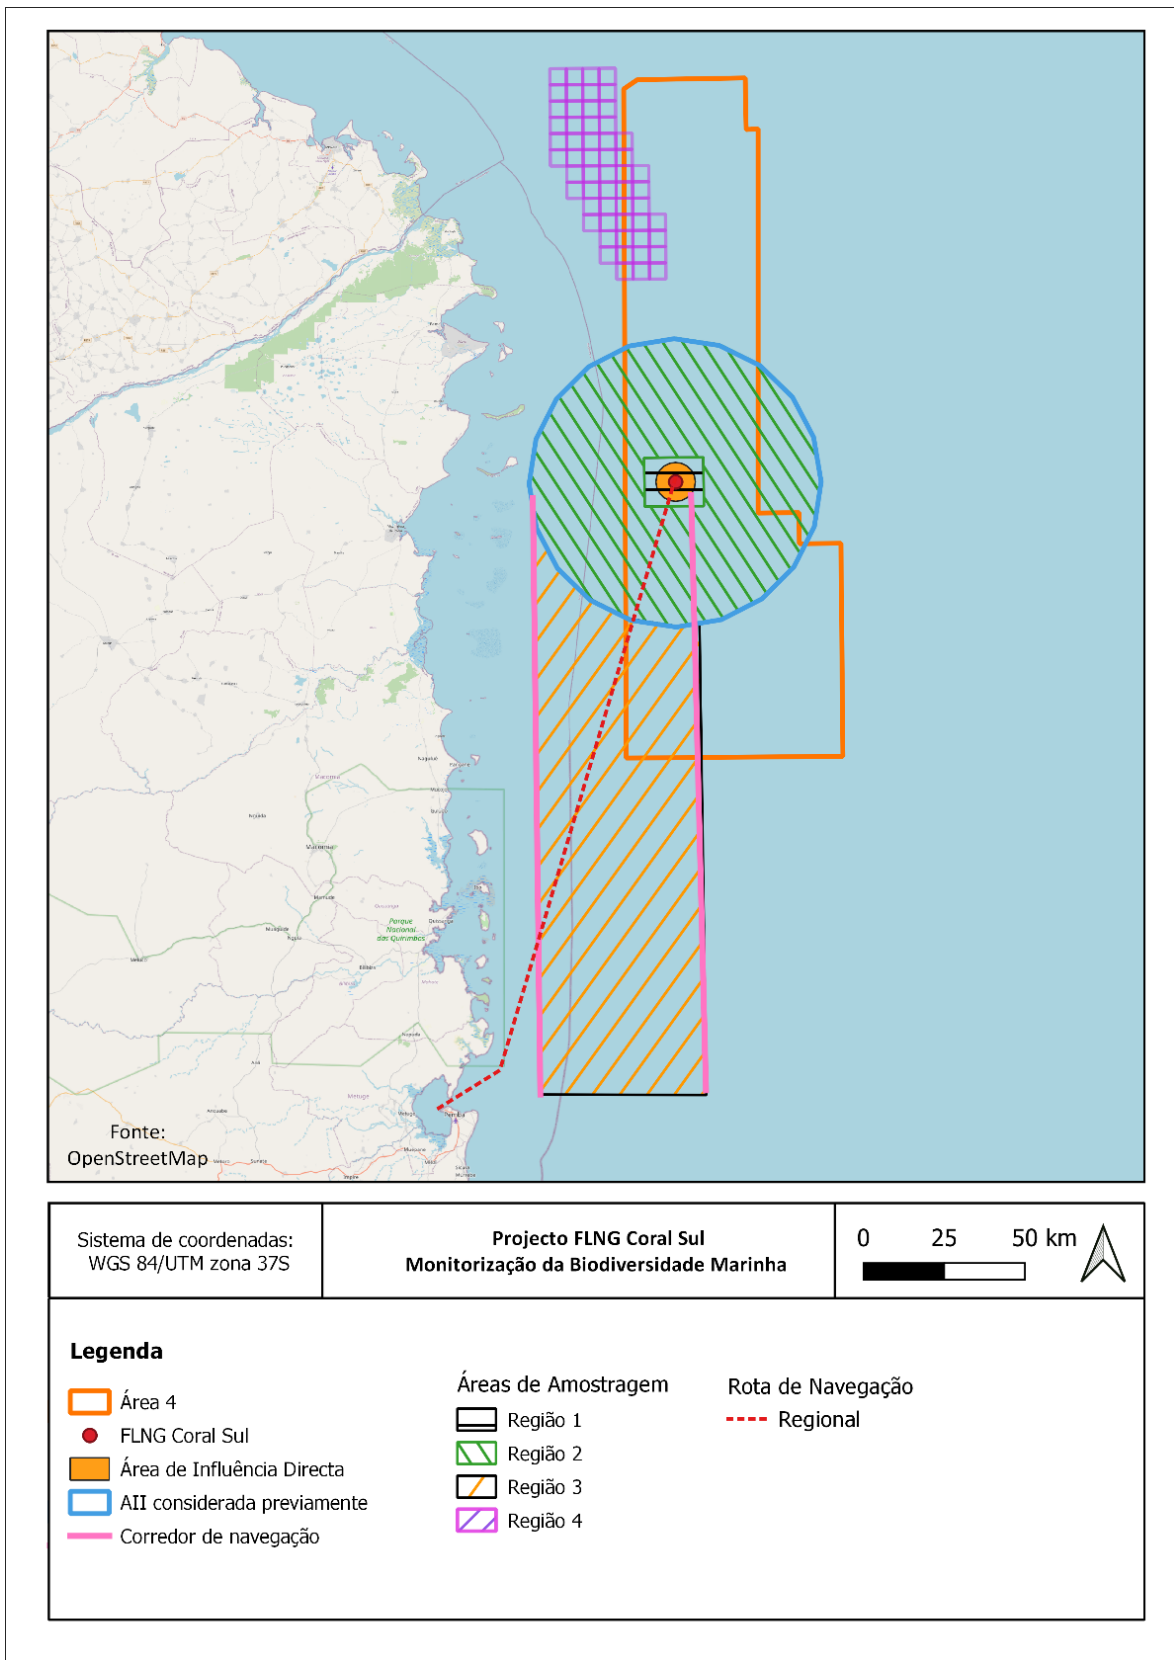 Macomia
Parque
Nacional
das Quirimbas
Fonte:
OpenStreetMap
Sistema de coordenadas:
WGS 84/UTM zona 37S
Projecto FLNG Coral Sul
Monitorização da Biodiversidade Marinha
0 25 50 km
Legenda
Área 4
FLNG Coral Sul
Área de Influência Directa
AII considerada previamente
Corredor de navegação
Áreas de Amostragem
Região 1
Região 2
Região 3
Região 4
Rota de Navegação
Regional